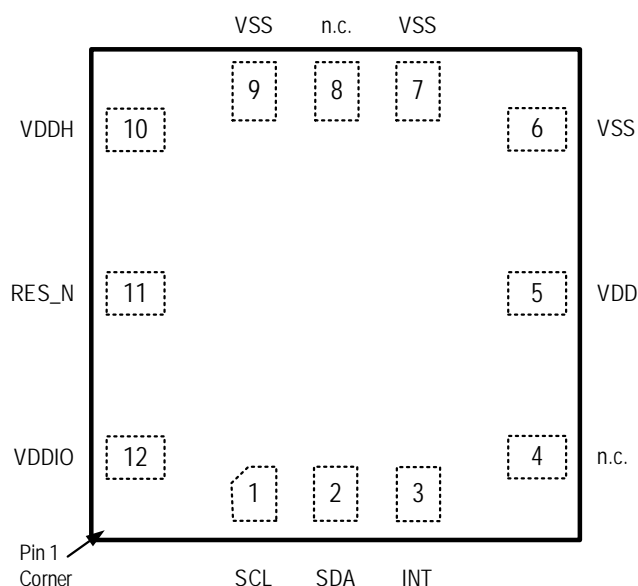 VSS n.c. VSS
9 8 7
VDDH 10 6 VSS
RES_N 11 5 VDD
VDDIO 12 4 n.c.
1 2 3
Pin 1
Corner SCL SDA INT